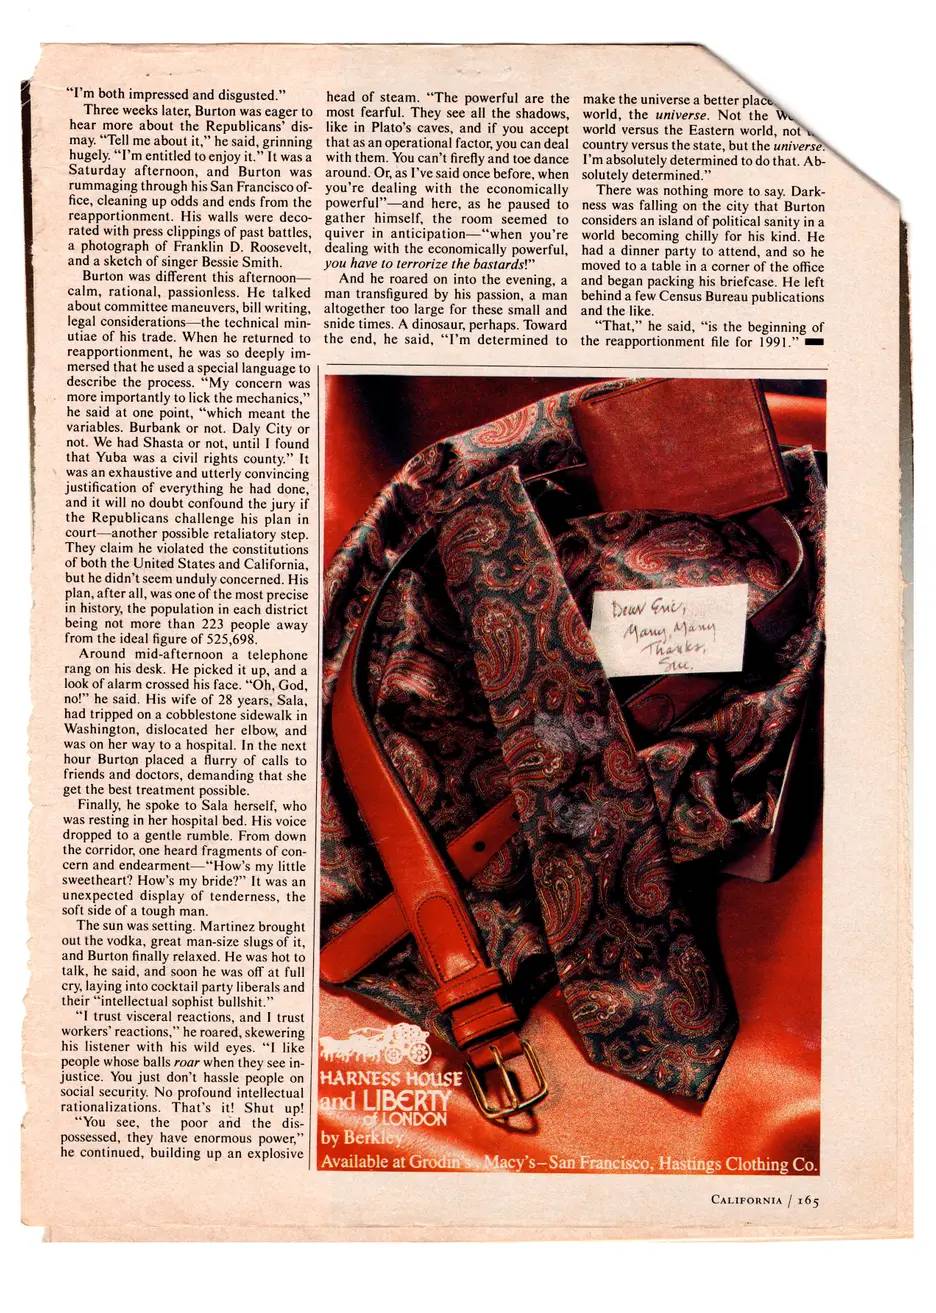 “I’m both impressed and disgusted.”
Three weeks later, Burton was eager to
hear more about the Republicans’ dis-
may. “Tell me about it,” he said, grinning
hugely. “I’m entitled to enjoy it.” It was a
Saturday afternoon, and Burton was
rummaging through his San Francisco of-
fice, cleaning up odds and ends from the
reapportionment. His walls were deco-
rated with press clippings of past battles,
a photograph of Franklin D. Roosevelt,
and a sketch of singer Bessie Smith.
Burton was different this afternoon—
calm, rational, passionless. He talked
about committee maneuvers, bill writing,
legal considerations—the technical min-
utiae of his trade. When he returned to
reapportionment, he was so deeply im-
mersed that he used a special language to
describe the process. “My concern was
more importantly to lick the mechanics,”
he said at one point, “which meant the
variables. Burbank or not. Daly City or
not. We had Shasta or not, until I found
that Yuba was a civil rights county.” It
was an exhaustive and utterly convincing
justification of everything he had done,
and it will no doubt confound the jury if
the Republicans challenge his plan in
court—another possible retaliatory step.
They claim he violated the constitutions
of both the United States and California,
but he didn’t seem unduly concerned. His
plan, after all, was one of the most precise
in history, the population in each district
being not more than 223 people away
from the ideal figure of 525,698.
Around mid-afternoon a telephone
rang on his desk. He picked it up, and a
look of alarm crossed his face. “Oh, God,
no!” he said. His wife of 28 years, Sala,
had tripped on a cobblestone sidewalk in
Washington, dislocated her elbow, and
was on her way to a hospital. In the next
hour Burton placed a flurry of calls to
friends and doctors, demanding that she
get the best treatment possible.
Finally, he spoke to Sala herself, who
was resting in her hospital bed. His voice
dropped to a gentle rumble. From down
the corridor, one heard fragments of con-
cern and endearment—“How’s my little
sweetheart? How’s my bride?” It was an
unexpected display of tenderness, the
soft side of a tough man.
The sun was setting. Martinez brought
out the vodka, great man-size slugs of it,
and Burton finally relaxed. He was hot to
talk, he said, and soon he was off at full
cry, laying into cocktail party liberals and
their “intellectual sophist bullshit.”
“I trust visceral reactions, and I trust
workers’ reactions,” he roared, skewering
his listener with his wild eyes. “I like
people whose balls roar when they see in-
justice. You just don’t hassle people on
social security. No profound intellectual
rationalizations. That’s it! Shut up!
“You see, the poor and the dis-
possessed, they have enormous power,”
he continued, building up an explosive
head of steam. “The powerful are the
most fearful. They see all the shadows,
like in Plato’s caves, and if you accept
that as an operational factor, you can deal
with them. You can’t firefly and toe dance
around. Or, as I’ve said once before, when
you’re dealing with the economically
powerful”—and here, as he paused to
gather himself, the room seemed to
quiver in anticipation—“when you’re
dealing with the economically powerful,
you have to terrorize the bastards!”
And he roared on into the evening, a
man transfigured by his passion, a man
altogether too large for these small and
snide times. A dinosaur, perhaps. Toward
the end, he said, “I’m determined to
make the universe a better place
world, the universe. Not the
world versus the Eastern world, not
country versus the state, but the universe.
I’m absolutely determined to do that. Ab-
solutely determined.”
There was nothing more to say. Dark-
ness was falling on the city that Burton
considers an island of political sanity in a
world becoming chilly for his kind. He
had a dinner party to attend, and so he
moved to a table in a corner of the office
and began packing his briefcase. He left
behind a few Census Bureau publications
and the like.
“That,” he said, “is the beginning of
the reapportionment file for 1991.”
Dear Eric,
Many, Many
Thanks,
Sue.
HARNESS HOUSE
and LIBERTY
of LONDON
by Berkley
Available at Grodin’s, Macy’s–San Francisco, Hastings Clothing Co.
CALIFORNIA / 165